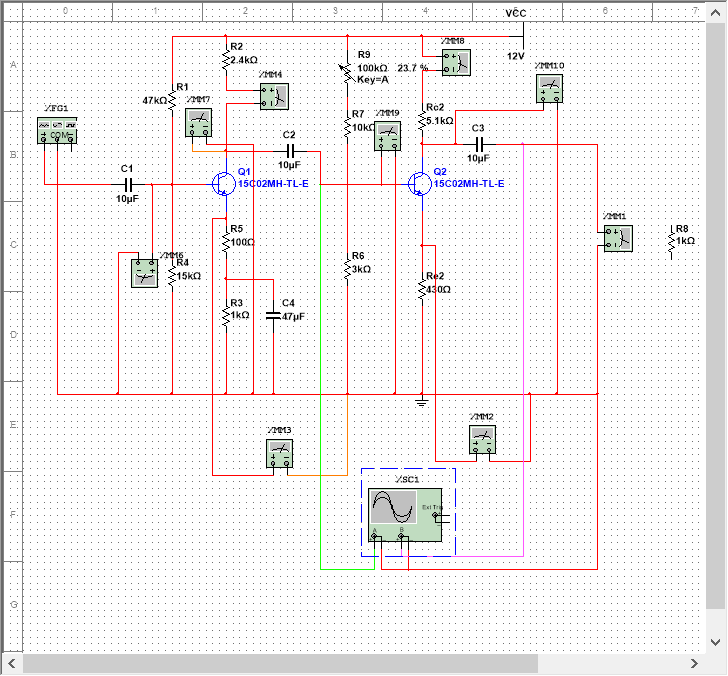 0 1 2 3 4 5 6 7
A
B
C
D
E
F
G
VCC
12V
R2
2.4kΩ
R9
100kΩ
Key=A
23.7 %
XMM8
XMM10
R1
47kΩ
XMM7
XMM4
R7
10kΩ
XMM9
Rc2
5.1kΩ
XFG1
COM
C2
10µF
C3
10µF
C1
10µF
Q1
15C02MH-TL-E
Q2
15C02MH-TL-E
XMM6
R4
15kΩ
R5
100Ω
R6
3kΩ
Re2
430Ω
XMM1
R8
1kΩ
R3
1kΩ
C4
47µF
XMM3
XMM2
XSC1
Ext Trig
A
B